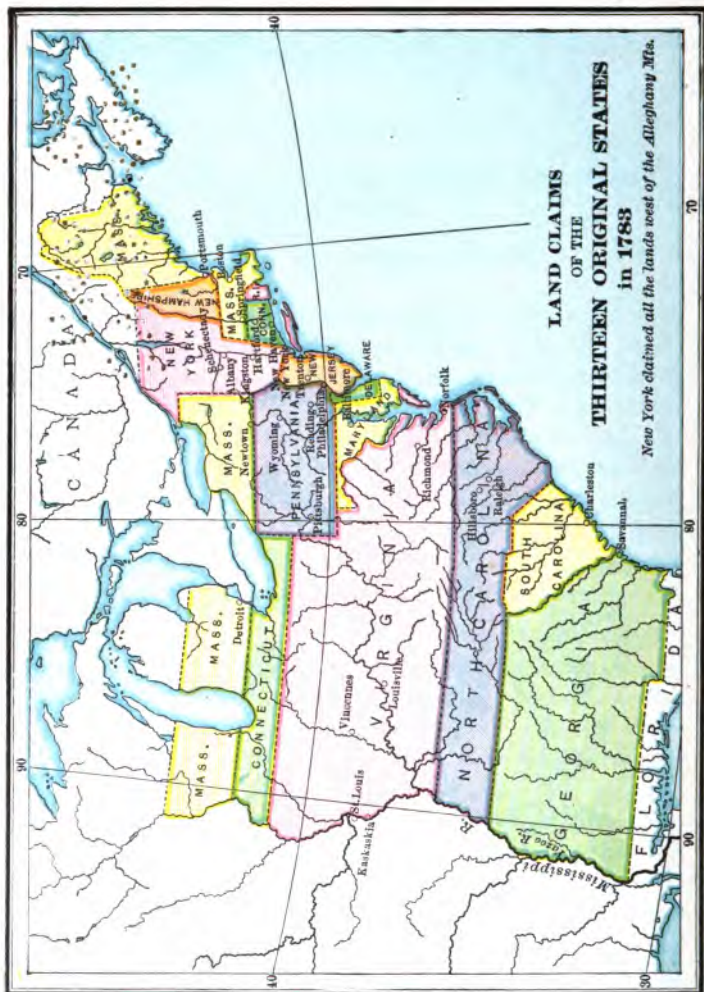 LAND CLAIMS
OF THE
THIRTEEN ORIGINAL STATES
in 1783
New York claimed all the lands west of the Alleghany Mts.
40
70
70
80
80
90
90
40
30
CANADA
MASS.
NEW HAMPSHIRE
Portsmouth
Boston
MASS.
Springfield
R. I.
CONN.
Hartford
New Haven
NEW YORK
Schenectady
Albany
Kingston
New York
Trenton
NEW JERSEY
MASS.
Newtown
Wyoming
Reading
PENNSYLVANIA
Philadelphia
Pittsburgh
Baltimore
DELAWARE
MARYLAND
Norfolk
Richmond
VIRGINIA
Louisville
Vincennes
St. Louis
Kaskaskia
MASS.
MASS.
Detroit
CONNECTICUT
NORTH CAROLINA
Hillsboro
Raleigh
SOUTH CAROLINA
Charleston
Savannah
GEORGIA
FLORIDA
Yazoo R.
Mississippi R.